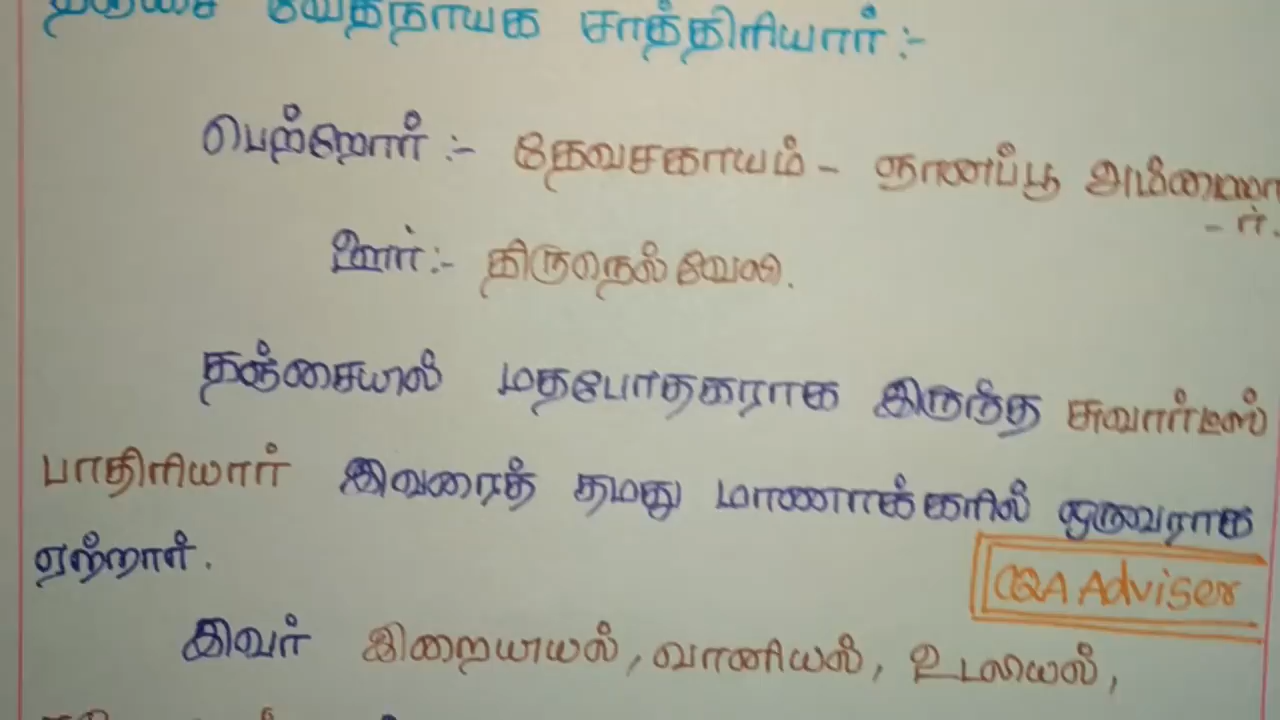 தஞ்சை வேதநாயக சாத்திரியார் :-
பெற்றோர் :- தேவசகாயம் - ஞானப்பூ அம்மையா
- ர்.
ஊர் :- திருநெல்வேலி.
தஞ்சையில் மதபோதகராக இருந்த சுவார்ட்ஸ்
பாதிரியார் இவரைத் தமது மாணாக்கரில் ஒருவராக
ஏற்றார்.
CQA Adviser
இவர் இறையியல், வானியல், உடலியல்,